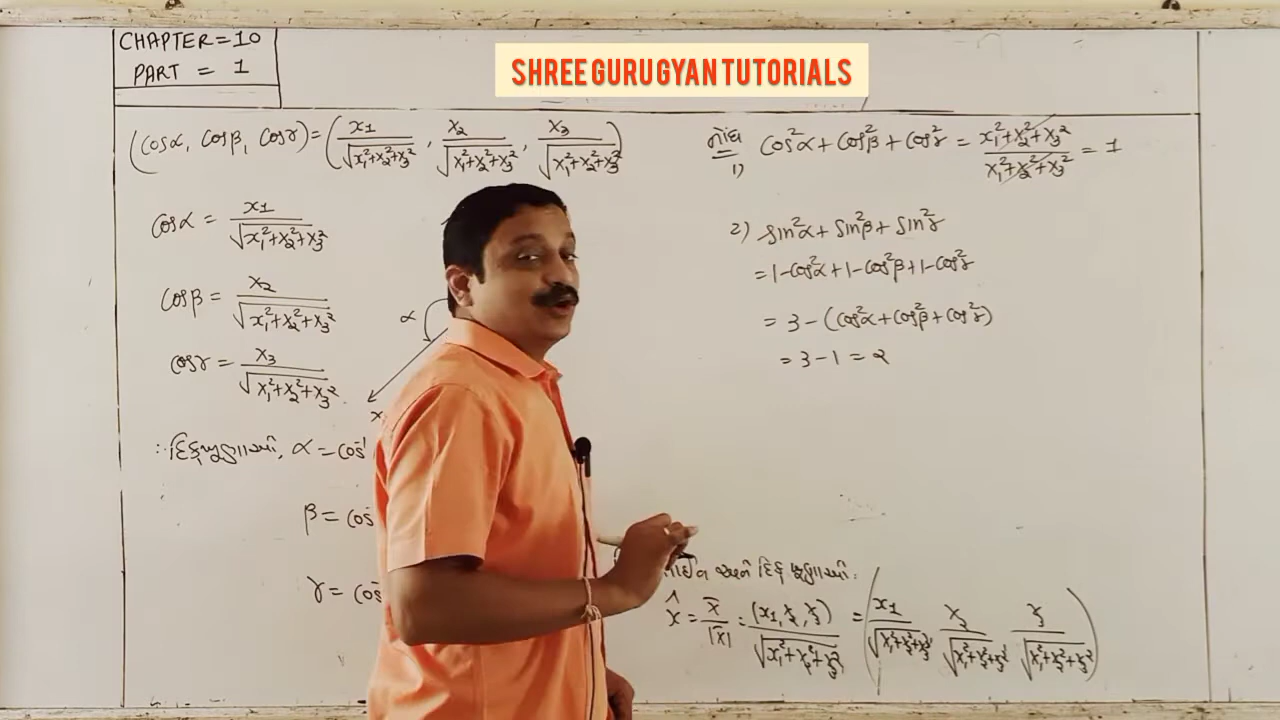 CHAPTER=10
PART = 1
SHREE GURU GYAN TUTORIALS
(cosα, cosβ, cosγ) = (x₁/√(x₁²+x₂²+x₃²), x₂/√(x₁²+x₂²+x₃²), x₃/√(x₁²+x₂²+x₃²))
cosα = x₁/√(x₁²+x₂²+x₃²)
cosβ = x₂/√(x₁²+x₂²+x₃²)
cosγ = x₃/√(x₁²+x₂²+x₃²)
∴ દિક્ખૂણાઓ, α = cos⁻¹
β = cos
γ = cos
α
x
નોંધ
1) cos²α + cos²β + cos²γ = (x₁²+x₂²+x₃²)/(x₁²+x₂²+x₃²) = 1
2) sin²α + sin²β + sin²γ
= 1-cos²α + 1-cos²β + 1-cos²γ
= 3 - (cos²α + cos²β + cos²γ)
= 3 - 1 = 2
અને દિક્ ખૂણાઓ :
x̂ = x̄/|x̄| = (x₁, x₂, x₃)/√(x₁²+x₂²+x₃²) = (x₁/√(x₁²+x₂²+x₃²) x₂/√(x₁²+x₂²+x₃²) x₃/√(x₁²+x₂²+x₃²))